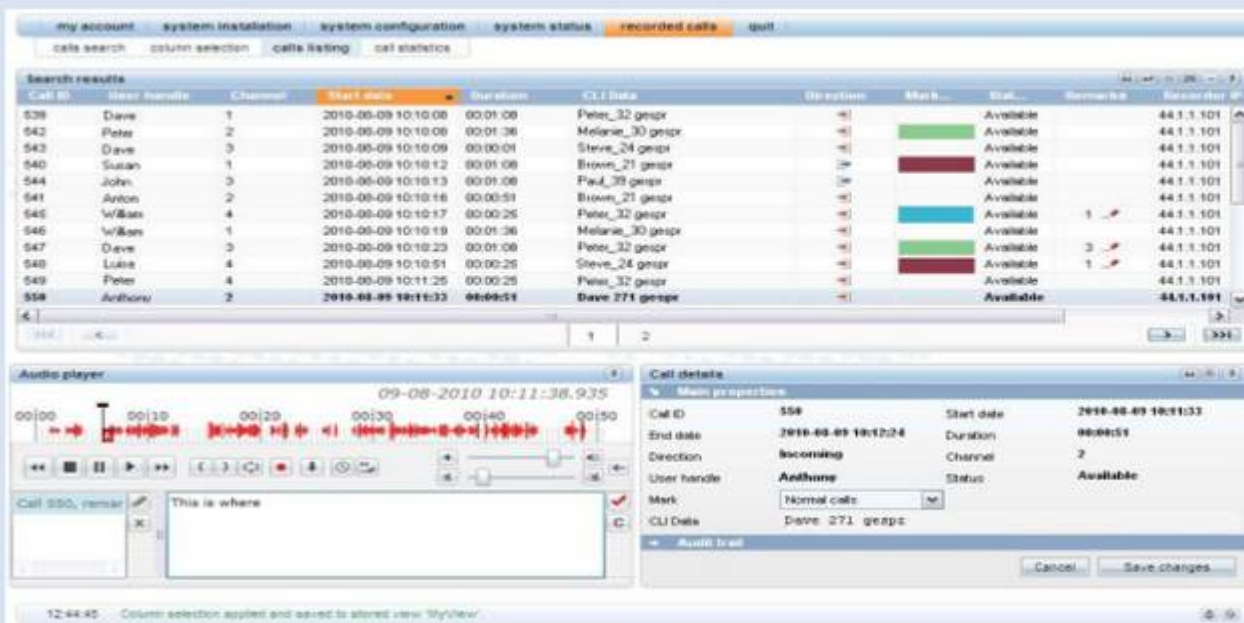 my account system installation system configuration system status recorded calls quit
calls search column selection calls listing call statistics
Search results
Call ID User handle Channel Start date Duration CLI Data Direction Mark... Stat... Remarks Recorder IP
539 Dave 1 2010-08-09 10:10:08 00:01:08 Peter_32 gespr Available 44.1.1.101
542 Peter 2 2010-08-09 10:10:08 00:01:36 Melanie_30 gespr Available 44.1.1.101
543 Dave 3 2010-08-09 10:10:09 00:00:01 Steve_24 gespr Available 44.1.1.101
540 Susan 1 2010-08-09 10:10:12 00:01:08 Brown_21 gespr Available 44.1.1.101
544 John 3 2010-08-09 10:10:13 00:01:08 Paul_39 gespr Available 44.1.1.101
541 Anton 2 2010-08-09 10:10:16 00:00:51 Brown_21 gespr Available 44.1.1.101
545 William 4 2010-08-09 10:10:17 00:00:25 Peter_32 gespr Available 1 44.1.1.101
546 William 1 2010-08-09 10:10:19 00:01:36 Melanie_30 gespr Available 44.1.1.101
547 Dave 3 2010-08-09 10:10:23 00:01:08 Peter_32 gespr Available 3 44.1.1.101
548 Luisa 4 2010-08-09 10:10:51 00:00:25 Steve_24 gespr Available 1 44.1.1.101
549 Peter 4 2010-08-09 10:11:25 00:00:25 Peter_32 gespr Available 44.1.1.101
550 Anthony 2 2010-08-09 10:11:33 00:00:51 Dave 271 gespr Available 44.1.1.101
1 2
Audio player
09-08-2010 10:11:38.935
00|00 00|10 00|20 00|30 00|40 00|50
Call 550, remar
This is where
C
Call details
Main properties
Call ID 550 Start date 2010-08-09 10:11:33
End date 2010-08-09 10:12:24 Duration 00:00:51
Direction Incoming Channel 2
User handle Anthony Status Available
Mark Normal calls
CLI Data Dave 271 gespr
Audit trail
Cancel Save changes
12:44:45 Column selection applied and saved to stored view 'MyView'